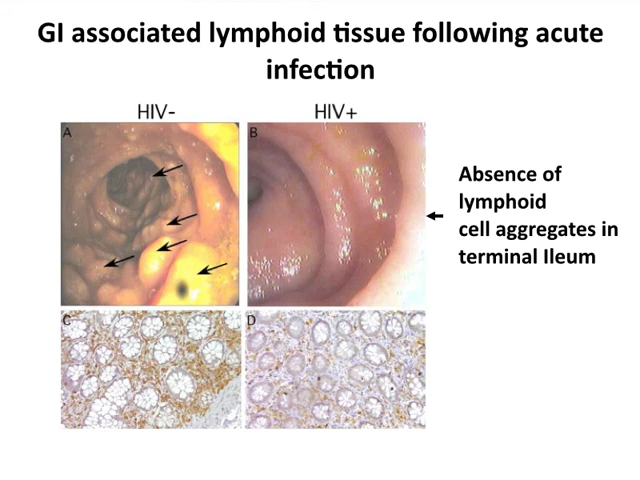 GI associated lymphoid tissue following acute
infection
HIV-
HIV+
A
B
Absence of
lymphoid
cell aggregates in
terminal Ileum
C
D